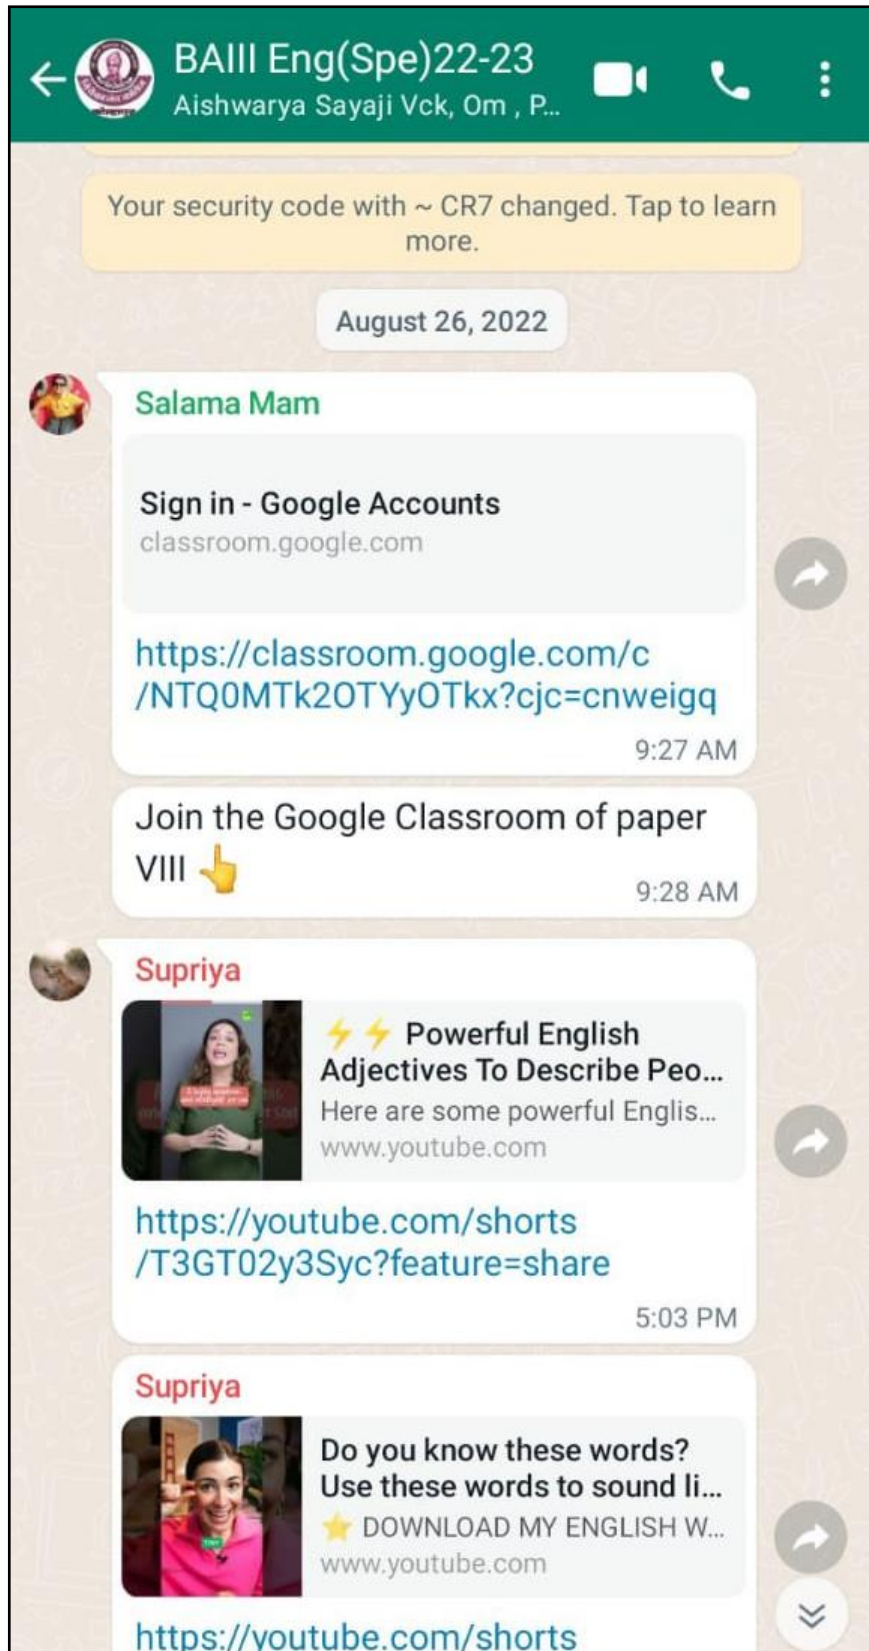 BAIII Eng(Spe)22-23
Aishwarya Sayaji Vck, Om , P...
Your security code with ~ CR7 changed. Tap to learn
more.
August 26, 2022
Salama Mam
Sign in - Google Accounts
classroom.google.com
https://classroom.google.com/c
/NTQ0MTk2OTYyOTkx?cjc=cnweigq
9:27 AM
Join the Google Classroom of paper
VIII 👆
9:28 AM
Supriya
⚡⚡ Powerful English
Adjectives To Describe Peo...
Here are some powerful Englis...
www.youtube.com
https://youtube.com/shorts
/T3GT02y3Syc?feature=share
5:03 PM
Supriya
Do you know these words?
Use these words to sound li...
⭐ DOWNLOAD MY ENGLISH W...
www.youtube.com
https://youtube.com/shorts